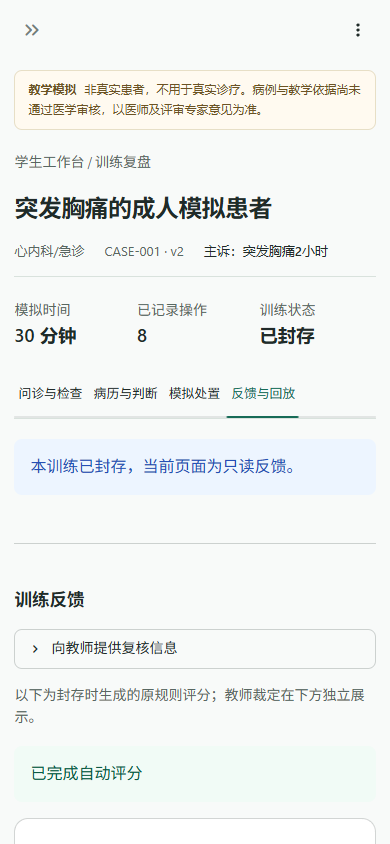 教学模拟 非真实患者，不用于真实诊疗。病例与教学依据尚未
通过医学审核，以医师及评审专家意见为准。
学生工作台 / 训练复盘
突发胸痛的成人模拟患者
心内科/急诊 CASE-001 · v2 主诉：突发胸痛2小时
模拟时间 已记录操作 训练状态
30 分钟 8 已封存
问诊与检查 病历与判断 模拟处置 反馈与回放
本训练已封存，当前页面为只读反馈。
训练反馈
向教师提供复核信息
以下为封存时生成的原规则评分；教师裁定在下方独立展
示。
已完成自动评分